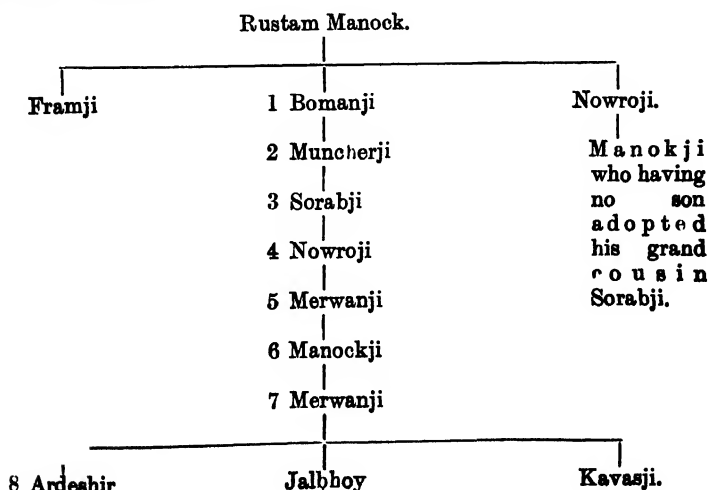 Rustam Manock.
Framji 1 Bomanji Nowroji.
2 Muncherji Manokji
who having
3 Sorabji no son
adopted
4 Nowroji his grand
cousin
5 Merwanji Sorabji.
6 Manockji
7 Merwanji
8 Ardeshir Jalbhoy Kavasji.